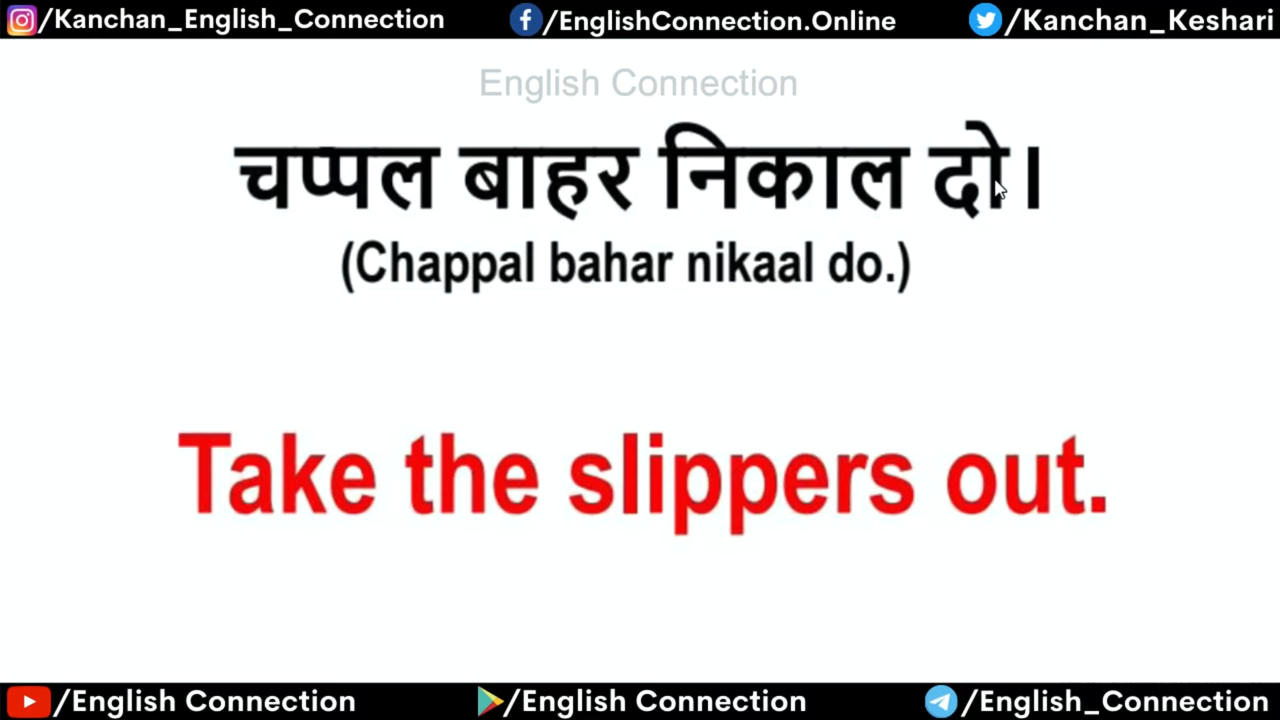 /Kanchan_English_Connection /EnglishConnection.Online /Kanchan_Keshari
English Connection
चप्पल बाहर निकाल दो।
(Chappal bahar nikaal do.)
Take the slippers out.
/English Connection /English Connection /English_Connection